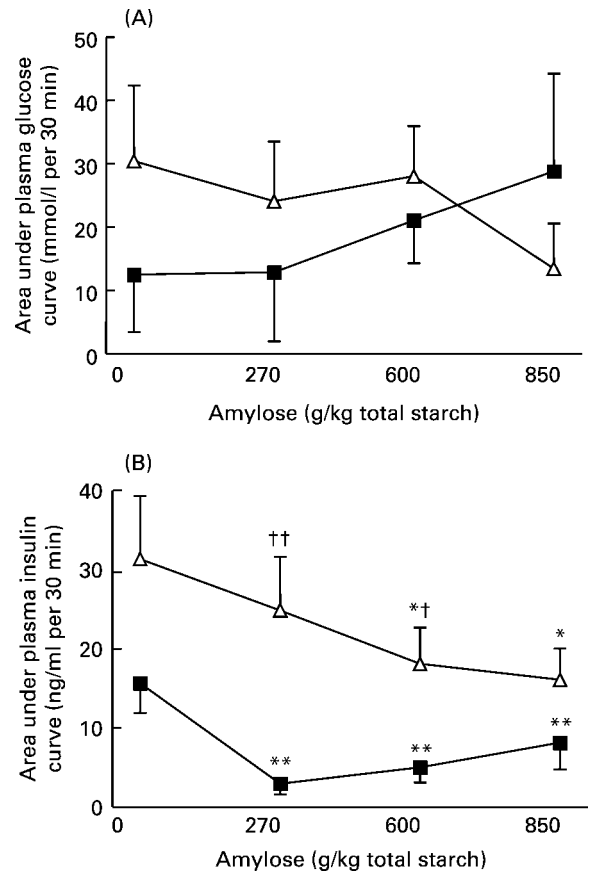 (A)
Area under plasma glucose
curve (mmol/l per 30 min)
50
40
30
20
10
0
0 270 600 850
Amylose (g/kg total starch)
(B)
Area under plasma insulin
curve (ng/ml per 30 min)
40
30
20
10
0
††
*†
*
**
**
**
0 270 600 850
Amylose (g/kg total starch)